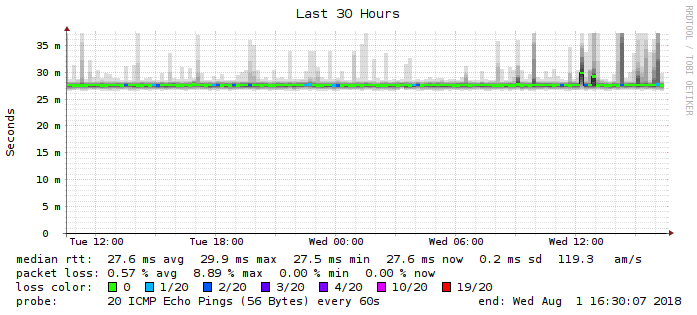 Last 30 Hours
RRDTOOL / TOBI OETIKER
Seconds
35 m
30 m
25 m
20 m
15 m
10 m
5 m
0
Tue 12:00 Tue 18:00 Wed 00:00 Wed 06:00 Wed 12:00
median rtt: 27.6 ms avg 29.9 ms max 27.5 ms min 27.6 ms now 0.2 ms sd 119.3 am/s
packet loss: 0.57 % avg 8.89 % max 0.00 % min 0.00 % now
loss color: 0 1/20 2/20 3/20 4/20 10/20 19/20
probe: 20 ICMP Echo Pings (56 Bytes) every 60s end: Wed Aug 1 16:30:07 2018